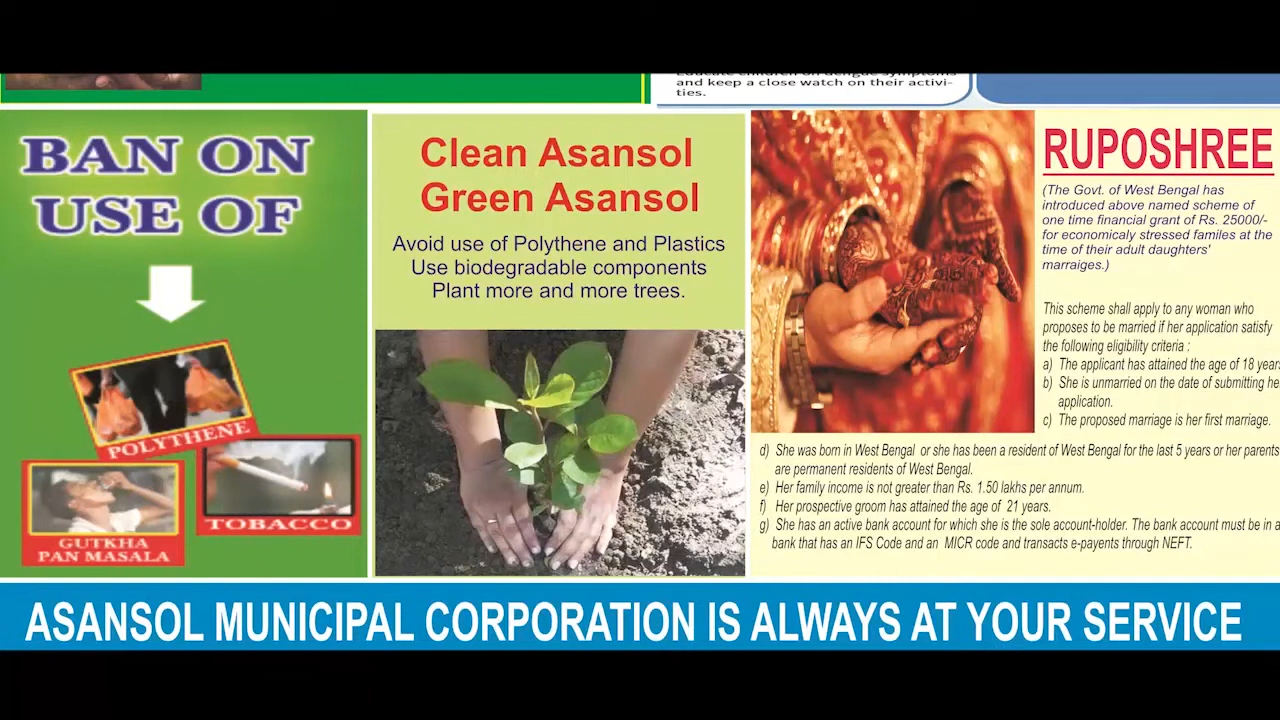 Educate children on dengue symptoms
and keep a close watch on their activi-
ties.
BAN ON
USE OF
POLYTHENE
TOBACCO
GUTKHA
PAN MASALA
Clean Asansol
Green Asansol
Avoid use of Polythene and Plastics
Use biodegradable components
Plant more and more trees.
RUPOSHREE
(The Govt. of West Bengal has
introduced above named scheme of
one time financial grant of Rs. 25000/-
for economicaly stressed familes at the
time of their adult daughters'
marraiges.)
This scheme shall apply to any woman who
proposes to be married if her application satisfy
the following eligibility criteria :
a) The applicant has attained the age of 18 years
b) She is unmarried on the date of submitting he
application.
c) The proposed marriage is her first marriage.
d) She was born in West Bengal or she has been a resident of West Bengal for the last 5 years or her parents
are permanent residents of West Bengal.
e) Her family income is not greater than Rs. 1.50 lakhs per annum.
f) Her prospective groom has attained the age of 21 years.
g) She has an active bank account for which she is the sole account-holder. The bank account must be in a
bank that has an IFS Code and an MICR code and transacts e-payents through NEFT.
ASANSOL MUNICIPAL CORPORATION IS ALWAYS AT YOUR SERVICE